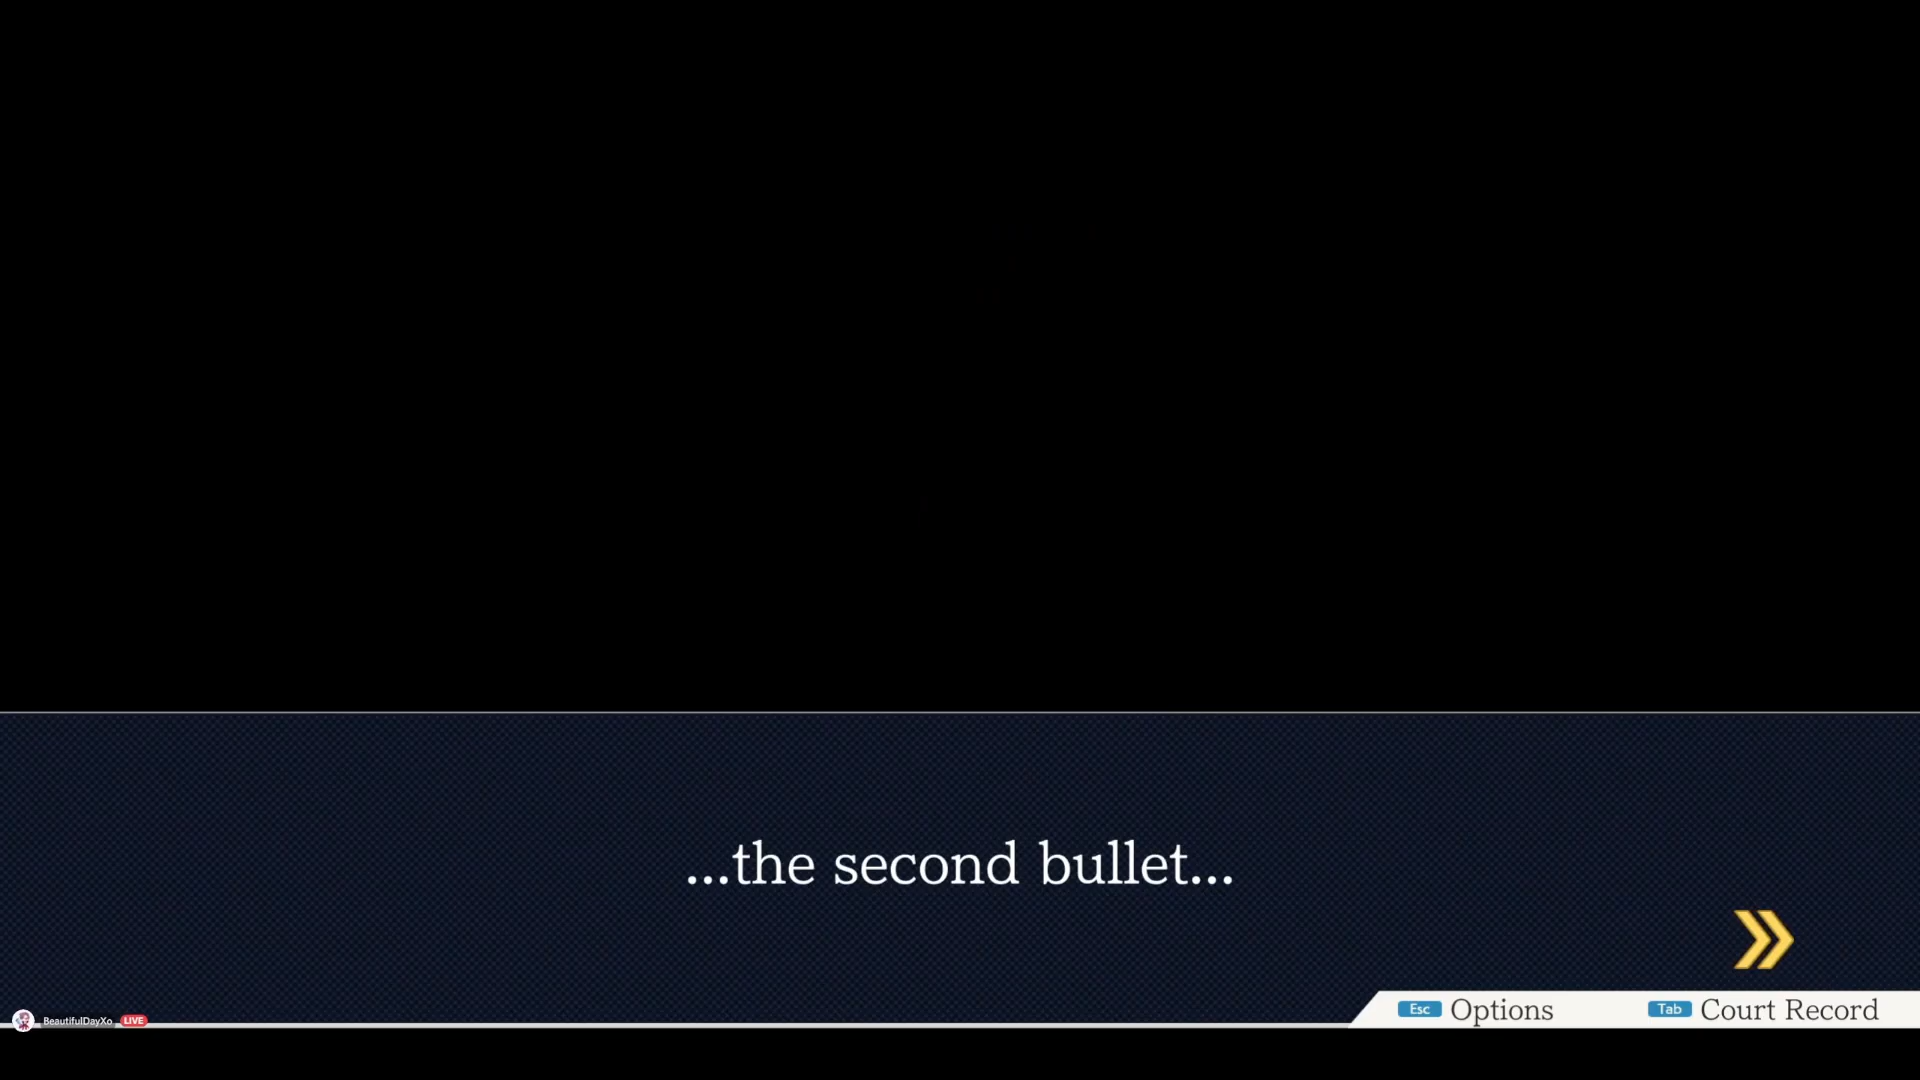 ...the second bullet...
BeautifulDayXo LIVE
Esc Options Tab Court Record